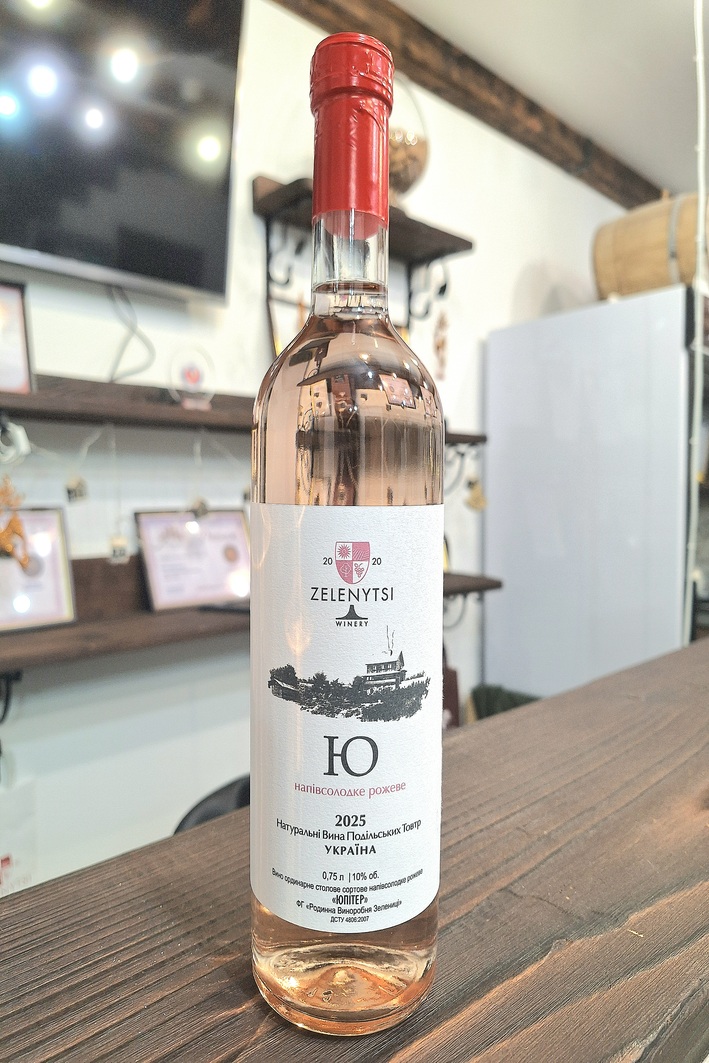 20 20
ZELENYTSI
WINERY
Ю
напівсолодке рожеве
2025
Натуральні Вина Подільських Товтр
УКРАЇНА
0,75 л | 10% об.
Вино ординарне столове сортове напівсолодке рожеве
«ЮПІТЕР»
ФГ «Родинна Виноробня Зелениці»
ДСТУ 4806:2007